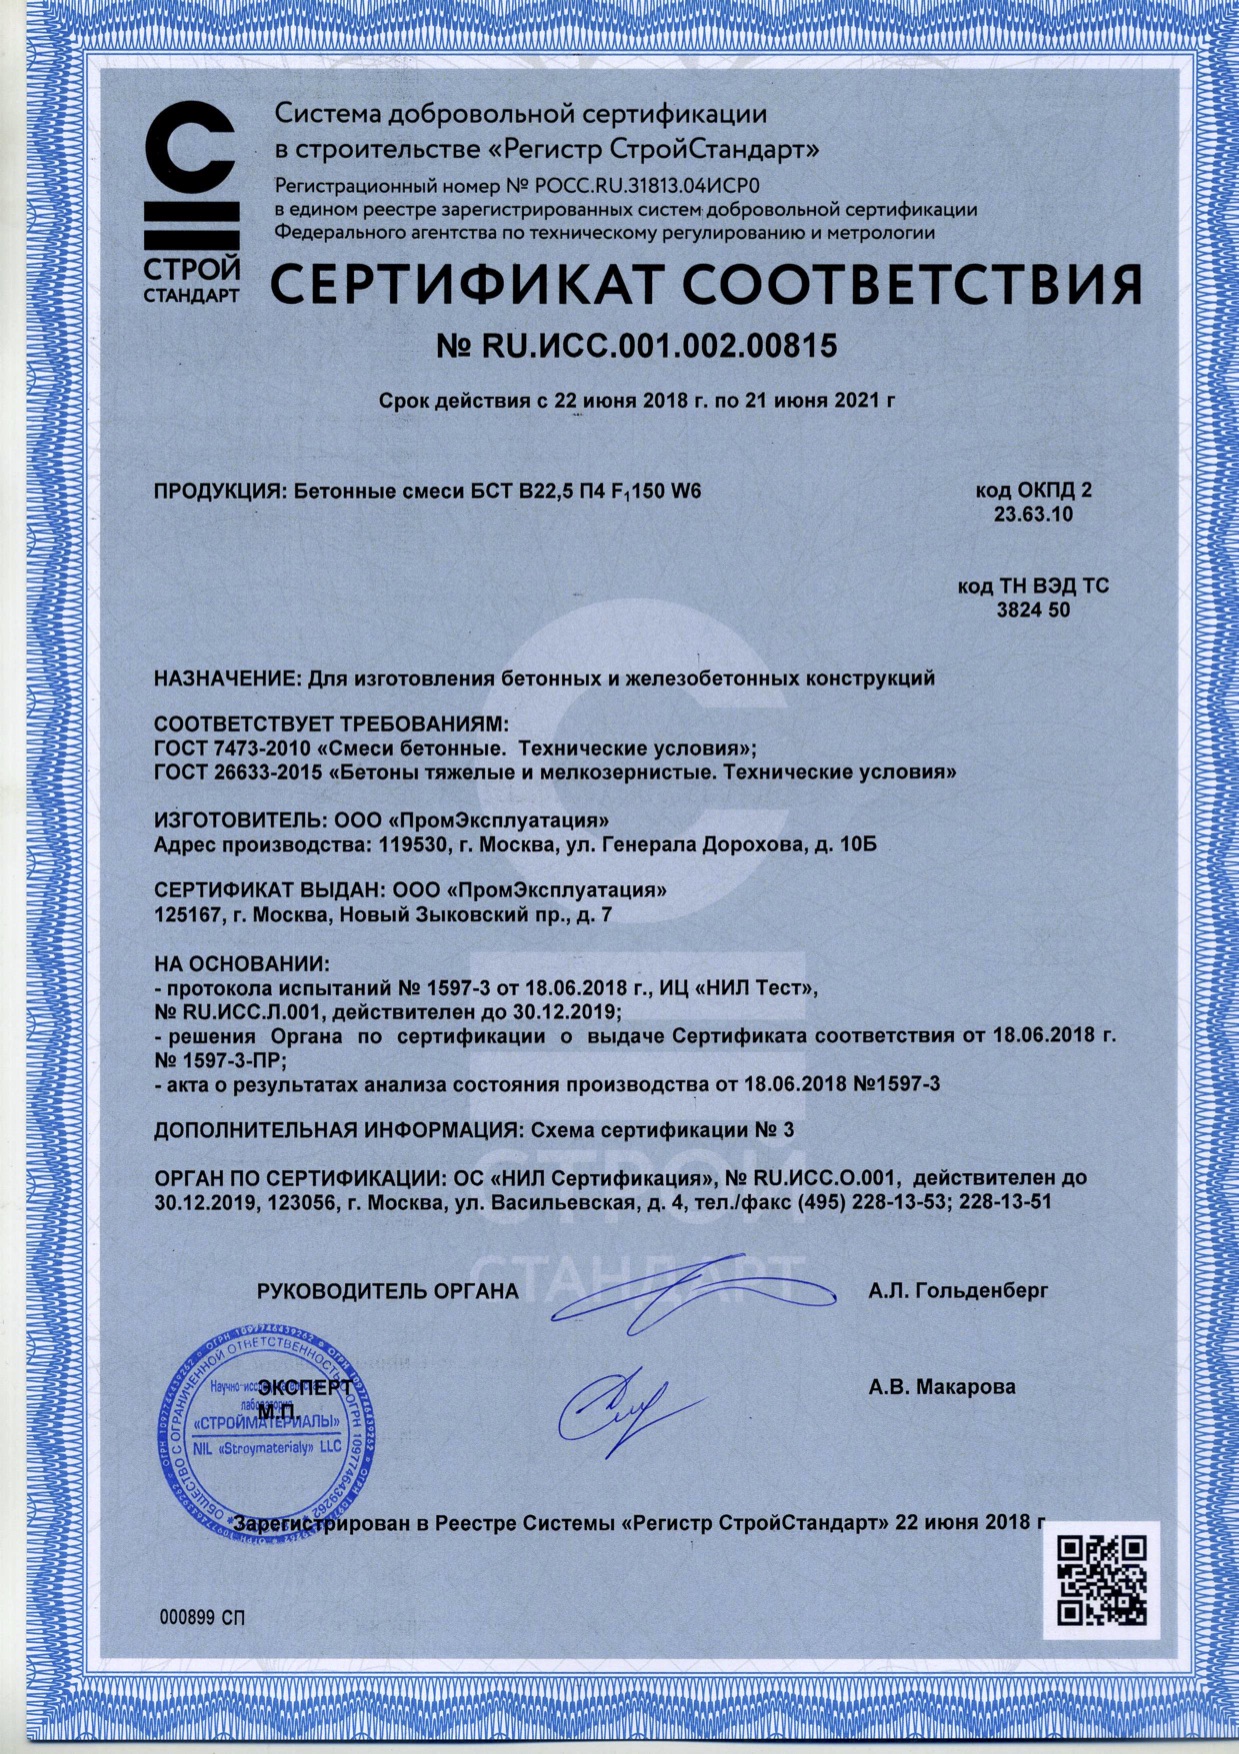 Система добровольной сертификации
в строительстве «Регистр СтройСтандарт»
Регистрационный номер № РОСС.RU.31813.04ИСР0
в едином реестре зарегистрированных систем добровольной сертификации
Федерального агентства по техническому регулированию и метрологии
СТРОЙ
СТАНДАРТ
СЕРТИФИКАТ СООТВЕТСТВИЯ
№ RU.ИСС.001.002.00815
Срок действия с 22 июня 2018 г. по 21 июня 2021 г
ПРОДУКЦИЯ: Бетонные смеси БСТ В22,5 П4 F₁150 W6
код ОКПД 2
23.63.10
код ТН ВЭД ТС
3824 50
НАЗНАЧЕНИЕ: Для изготовления бетонных и железобетонных конструкций
СООТВЕТСТВУЕТ ТРЕБОВАНИЯМ:
ГОСТ 7473-2010 «Смеси бетонные. Технические условия»;
ГОСТ 26633-2015 «Бетоны тяжелые и мелкозернистые. Технические условия»
ИЗГОТОВИТЕЛЬ: ООО «ПромЭксплуатация»
Адрес производства: 119530, г. Москва, ул. Генерала Дорохова, д. 10Б
СЕРТИФИКАТ ВЫДАН: ООО «ПромЭксплуатация»
125167, г. Москва, Новый Зыковский пр., д. 7
НА ОСНОВАНИИ:
- протокола испытаний № 1597-3 от 18.06.2018 г., ИЦ «НИЛ Тест»,
№ RU.ИСС.Л.001, действителен до 30.12.2019;
- решения Органа по сертификации о выдаче Сертификата соответствия от 18.06.2018 г.
№ 1597-3-ПР;
- акта о результатах анализа состояния производства от 18.06.2018 №1597-3
ДОПОЛНИТЕЛЬНАЯ ИНФОРМАЦИЯ: Схема сертификации № 3
ОРГАН ПО СЕРТИФИКАЦИИ: ОС «НИЛ Сертификация», № RU.ИСС.О.001, действителен до
30.12.2019, 123056, г. Москва, ул. Васильевская, д. 4, тел./факс (495) 228-13-53; 228-13-51
СТРОЙ
СТАНДАРТ
РУКОВОДИТЕЛЬ ОРГАНА
А.Л. Гольденберг
ЭКСПЕРТ
А.В. Макарова
М.П.
ОБЩЕСТВО С ОГРАНИЧЕННОЙ ОТВЕТСТВЕННОСТЬЮ
ОГРН 1097746439262
«СТРОЙМАТЕРИАЛЫ»
NIL «Stroymaterialy» LLC
Зарегистрирован в Реестре Системы «Регистр СтройСтандарт» 22 июня 2018 г
000899 СП